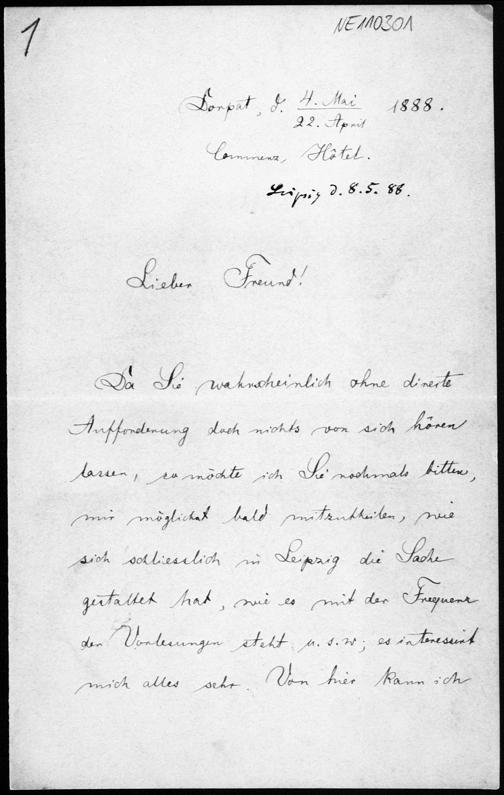 1
NE110301
Dorpat, d. 4. Mai 1888.
22. April
Commerz, Hôtel.
Leipzig d. 8.5.88.
Lieber Freund!
Da Sie wahrscheinlich ohne directe
Aufforderung doch nichts von sich hören
lassen, so möchte ich Sie nochmals bitten,
mir möglichst bald mitzutheilen, wie
sich schliesslich in Leipzig die Sache
gestaltet hat, wie es mit der Frequenz
der Vorlesungen steht u.s.w; es interessirt
mich alles sehr. Von hier kann ich